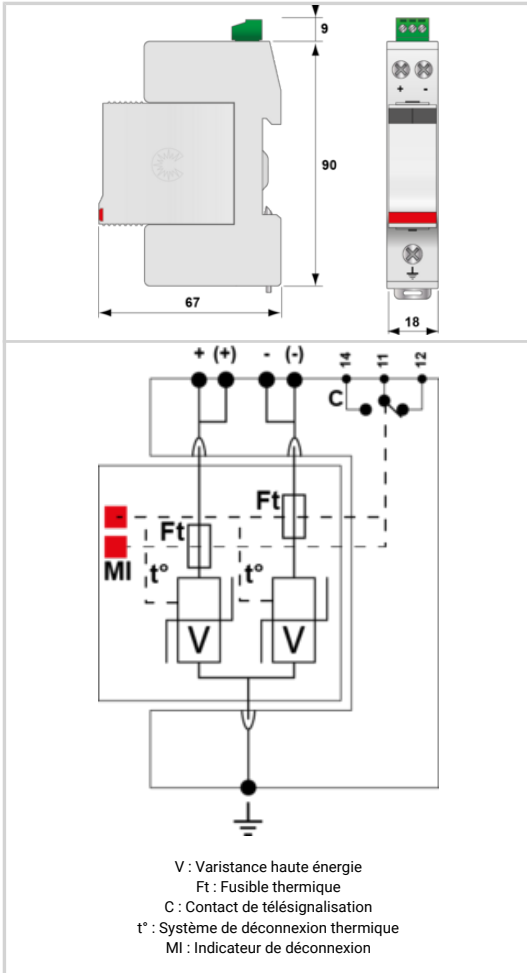 9
90
67
+ -
18
+ (+) - (-)
14 11 12
C
Ft
Ft
-
MI
t°
t°
V
V
V : Varistance haute énergie
Ft : Fusible thermique
C : Contact de télésignalisation
t° : Système de déconnexion thermique
MI : Indicateur de déconnexion